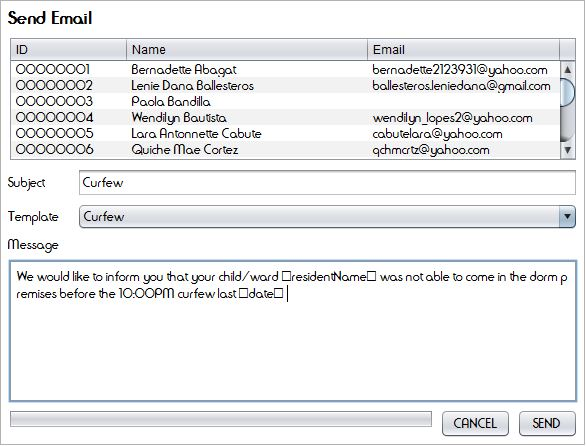 Send Email
ID Name Email
00000001 Bernadette Abagat bernadette2123931@yahoo.com
00000002 Lenie Dana Ballesteros ballesteros.leniedana@gmail.com
00000003 Paola Bandilla
00000004 Wendilyn Bautista wendilyn_lopes2@yahoo.com
00000005 Lara Antonnette Cabute cabutelara@yahoo.com
00000006 Quiche Mae Cortez qchmcrtz@yahoo.com
Subject Curfew
Template Curfew
Message
We would like to inform you that your child/ward □residentName□ was not able to come in the dorm p
remises before the 10:00PM curfew last □date□
CANCEL SEND